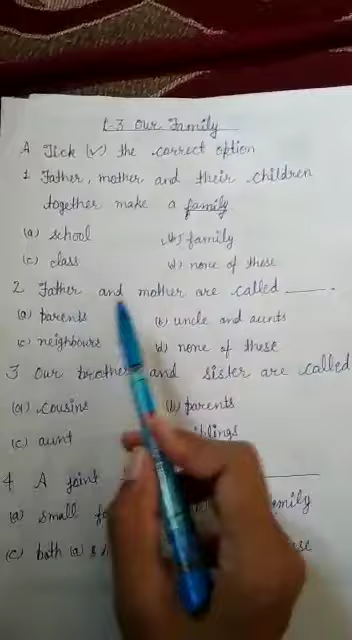 L-3 Our Family
A Tick (✓) the correct option
1 Father, mother and their children
together make a family
(a) school (b) family
(c) class (d) none of these
2 Father and mother are called ____.
(a) parents (b) uncle and aunts
(c) neighbours (d) none of these
3 Our brother and sister are called
(a) cousins (b) parents
(c) aunt
4 A joint
(a) small
(c) both (a) &